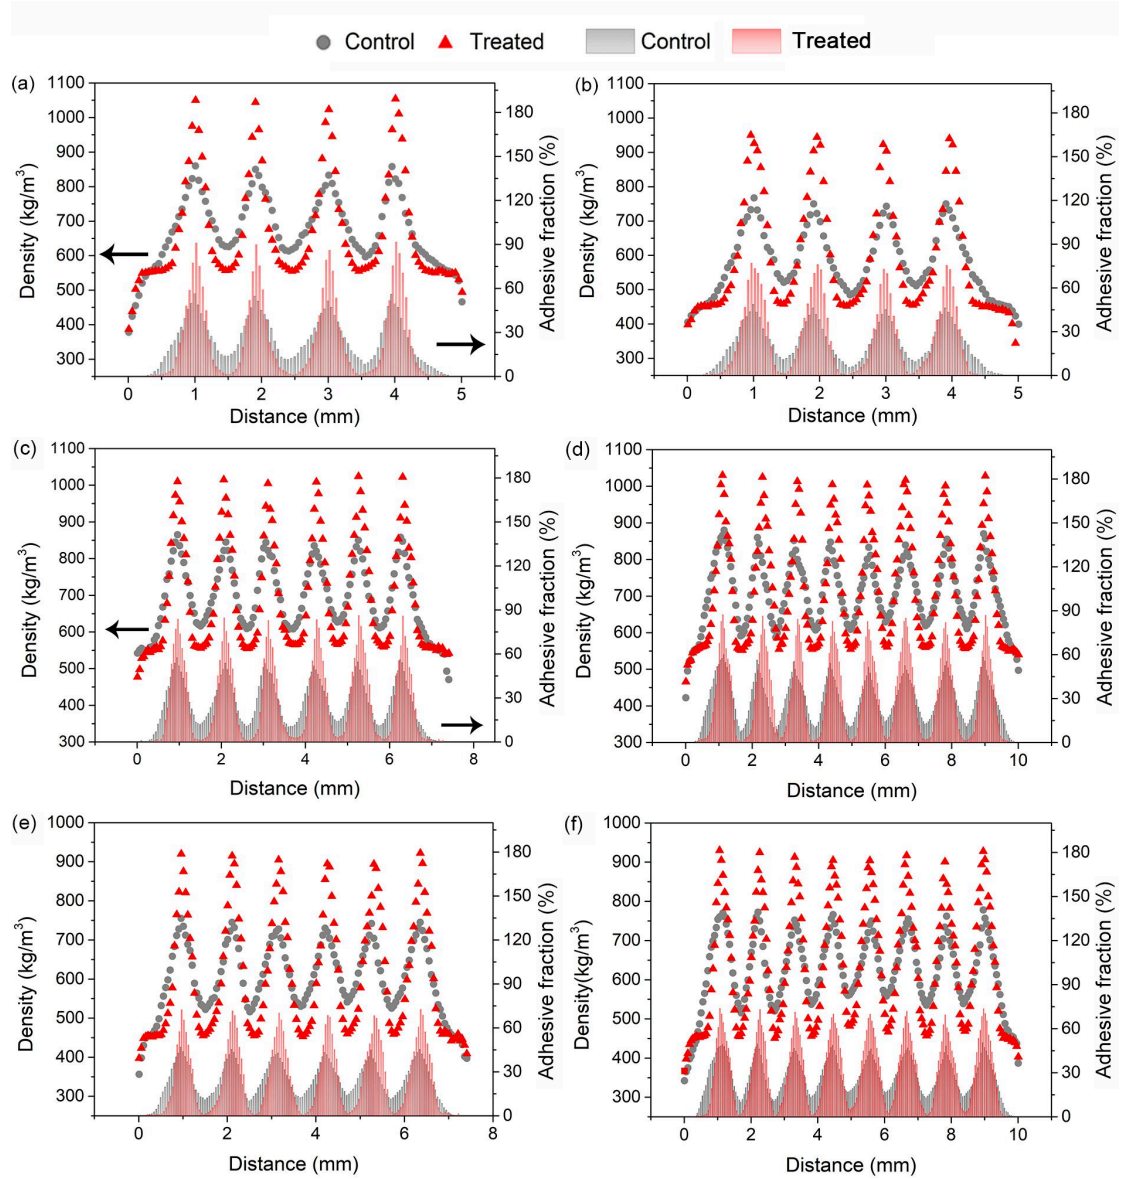 Control Treated Control Treated
(a) (b)
1100 1000 900 800 700 600 500 400 300
Density (kg/m³)
180 150 120 90 60 30 0
Adhesive fraction (%)
0 1 2 3 4 5
Distance (mm)
1100 1000 900 800 700 600 500 400 300
Density (kg/m³)
180 150 120 90 60 30 0
Adhesive fraction (%)
0 1 2 3 4 5
Distance (mm)
(c) (d)
1100 1000 900 800 700 600 500 400 300
Density (kg/m³)
180 150 120 90 60 30 0
Adhesive fraction (%)
0 2 4 6 8
Distance (mm)
1100 1000 900 800 700 600 500 400 300
Density (kg/m³)
180 150 120 90 60 30 0
Adhesive fraction (%)
0 2 4 6 8 10
Distance (mm)
(e) (f)
1000 900 800 700 600 500 400 300
Density (kg/m³)
180 150 120 90 60 30 0
Adhesive fraction (%)
0 2 4 6 8
Distance (mm)
1000 900 800 700 600 500 400 300
Density(kg/m³)
180 150 120 90 60 30 0
Adhesive fraction (%)
0 2 4 6 8 10
Distance (mm)